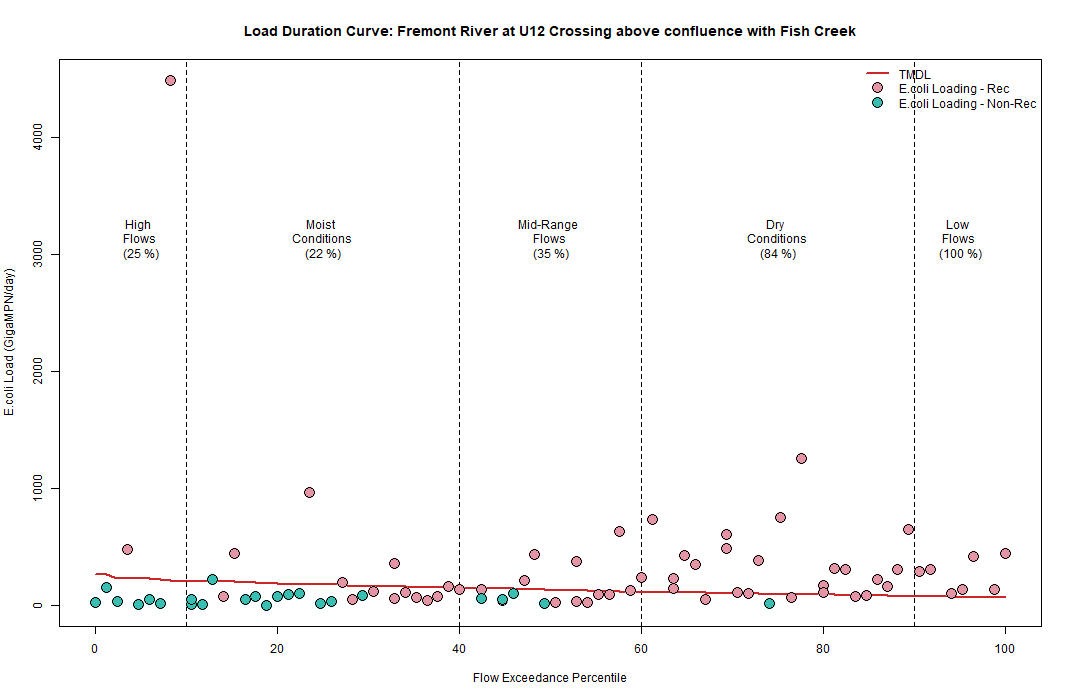 Load Duration Curve: Fremont River at U12 Crossing above confluence with Fish Creek
TMDL
E.coli Loading - Rec
E.coli Loading - Non-Rec
High
Flows
(25 %)
Moist
Conditions
(22 %)
Mid-Range
Flows
(35 %)
Dry
Conditions
(84 %)
Low
Flows
(100 %)
E.coli Load (GigaMPN/day)
4000
3000
2000
1000
0
0 20 40 60 80 100
Flow Exceedance Percentile